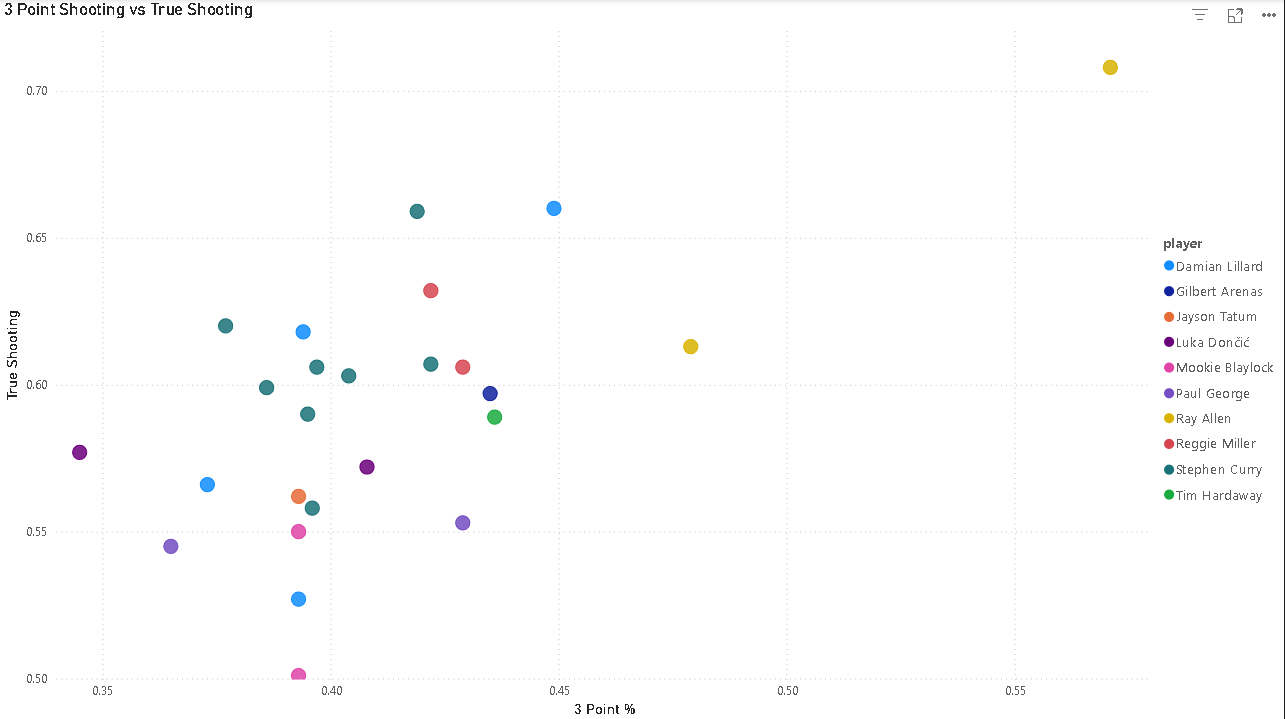 3 Point Shooting vs True Shooting
0.70
0.65
0.60
0.55
0.50
True Shooting
0.35
0.40
0.45
0.50
0.55
3 Point %
player
Damian Lillard
Gilbert Arenas
Jayson Tatum
Luka Dončić
Mookie Blaylock
Paul George
Ray Allen
Reggie Miller
Stephen Curry
Tim Hardaway